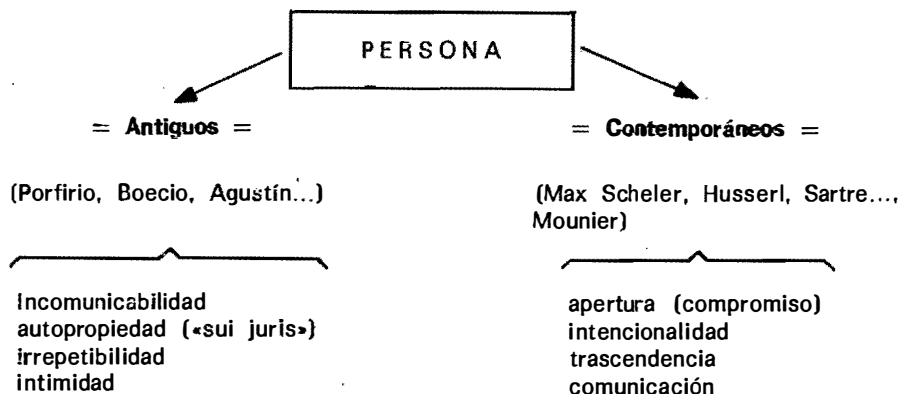 PERSONA
= Antiguos =
(Porfirio, Boecio, Agustín...)
Incomunicabilidad
autopropiedad («sui juris»)
irrepetibilidad
intimidad
= Contemporáneos =
(Max Scheler, Husserl, Sartre...,
Mounier)
apertura (compromiso)
intencionalidad
trascendencia
comunicación